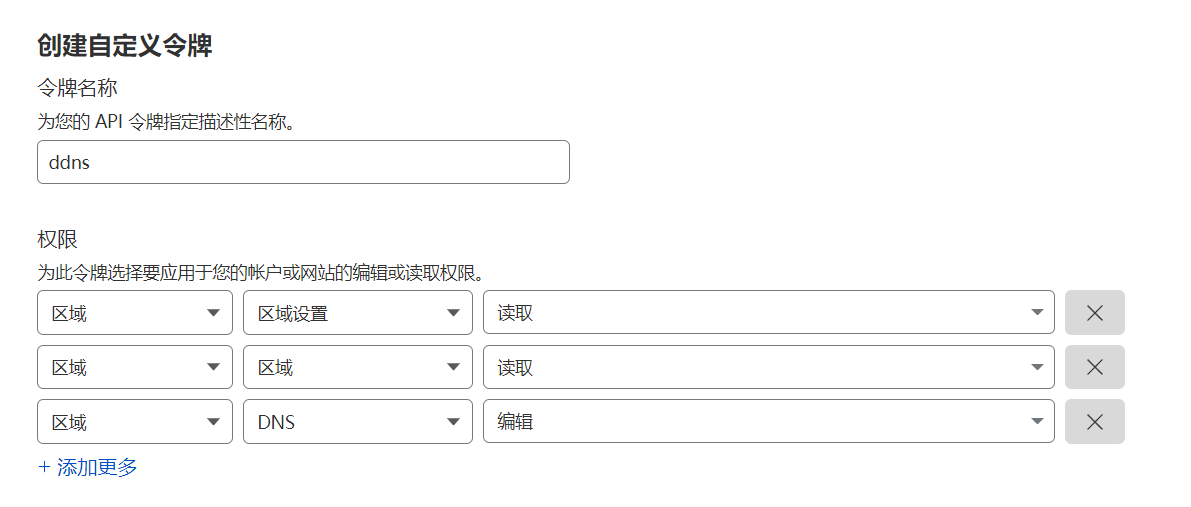 创建自定义令牌
令牌名称
为您的 API 令牌指定描述性名称。
ddns
权限
为此令牌选择要应用于您的帐户或网站的编辑或读取权限。
区域 区域设置 读取
区域 区域 读取
区域 DNS 编辑
+ 添加更多